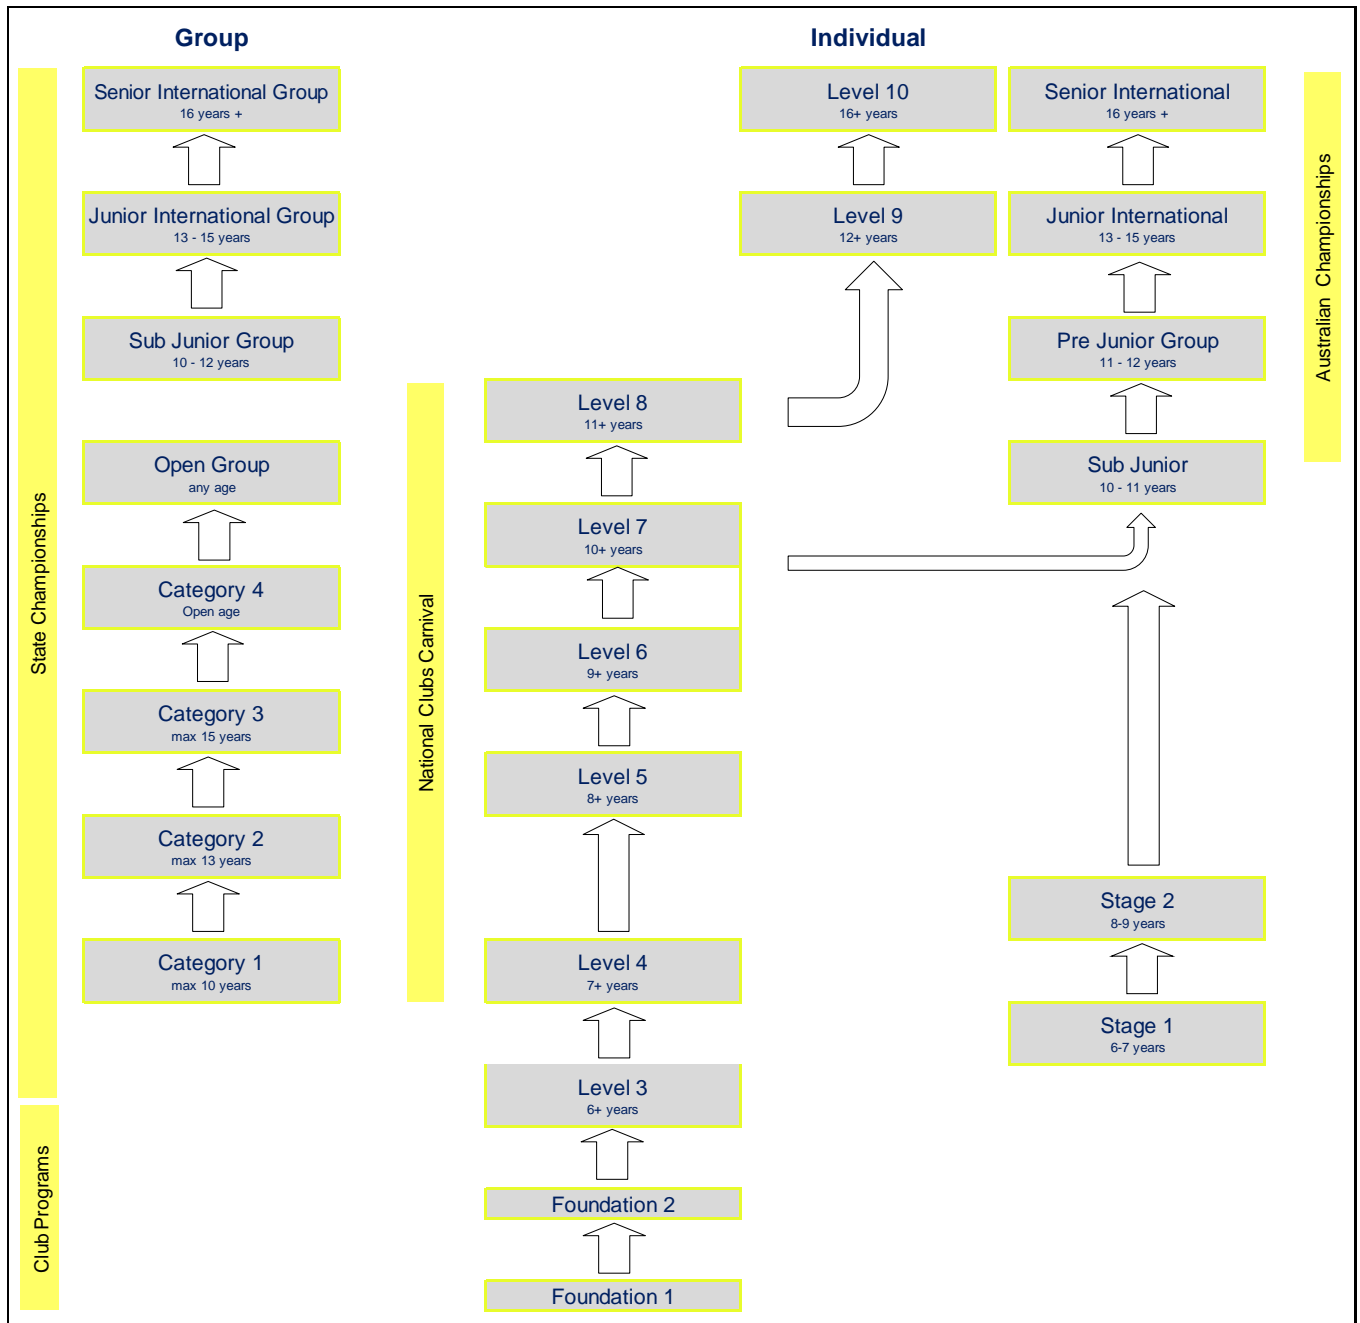 Group
Individual
State Championships
Club Programs
Senior International Group
16 years +
Junior International Group
13 - 15 years
Sub Junior Group
10 - 12 years
Open Group
any age
Category 4
Open age
Category 3
max 15 years
Category 2
max 13 years
Category 1
max 10 years
National Clubs Carnival
Level 8
11+ years
Level 7
10+ years
Level 6
9+ years
Level 5
8+ years
Level 4
7+ years
Level 3
6+ years
Foundation 2
Foundation 1
Level 10
16+ years
Level 9
12+ years
Senior International
16 years +
Junior International
13 - 15 years
Pre Junior Group
11 - 12 years
Sub Junior
10 - 11 years
Stage 2
8-9 years
Stage 1
6-7 years
Australian Championships